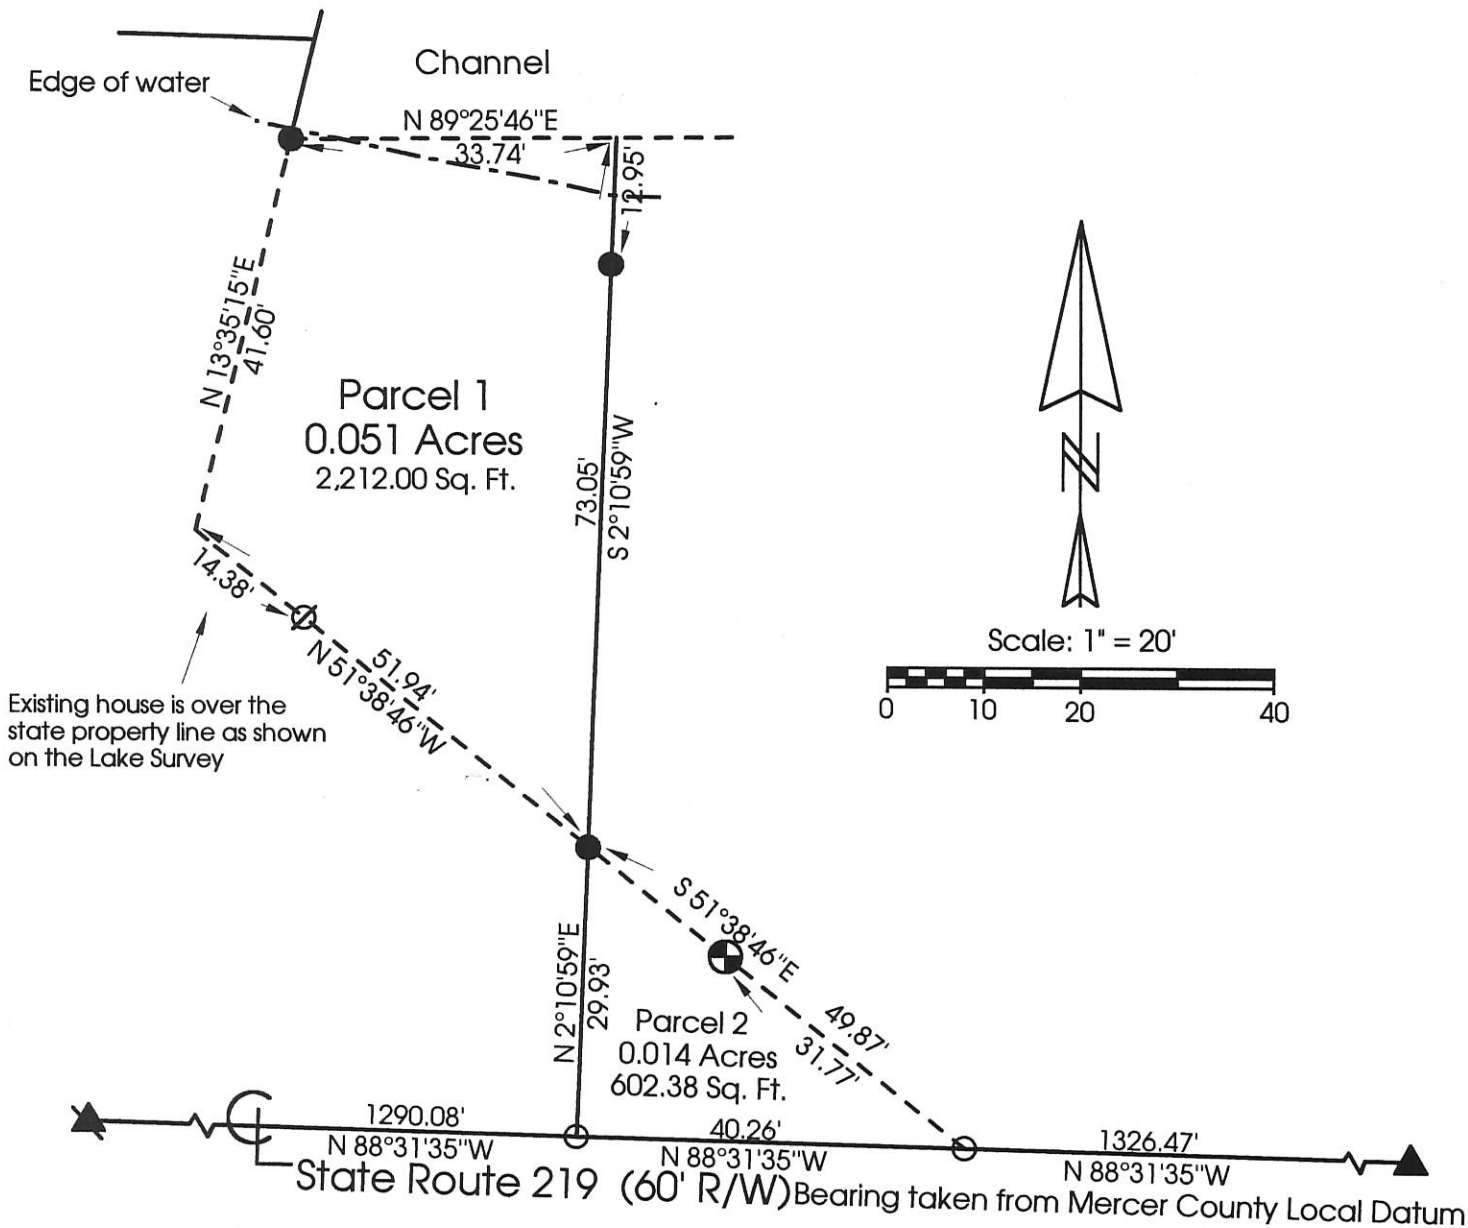 Channel
Edge of water
N 89°25'46"E
33.74'
12.95'
N 13°35'15"E
41.60'
Parcel 1
0.051 Acres
2,212.00 Sq. Ft.
73.05'
S 2°10'59"W
14.38'
51.94'
N 51°38'46"W
Existing house is over the
state property line as shown
on the Lake Survey
N
Scale: 1" = 20'
0 10 20 40
S 51°38'46"E
49.87'
31.77'
N 2°10'59"E
29.93'
Parcel 2
0.014 Acres
602.38 Sq. Ft.
1290.08'
N 88°31'35"W
40.26'
N 88°31'35"W
1326.47'
N 88°31'35"W
State Route 219 (60' R/W)
Bearing taken from Mercer County Local Datum